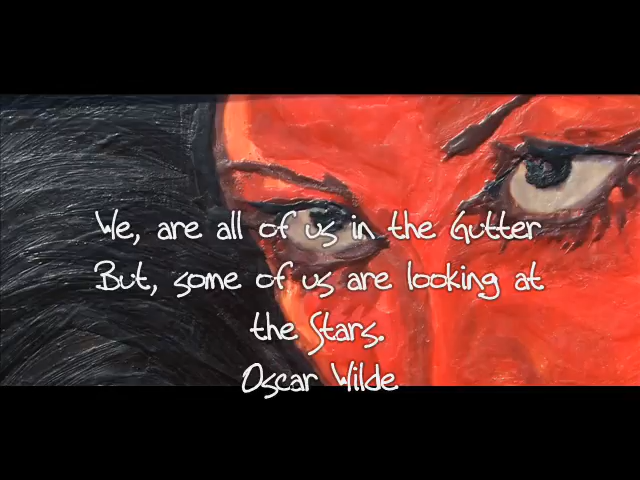 We, are all of us in the Gutter
But, some of us are looking at
the Stars.
Oscar Wilde.